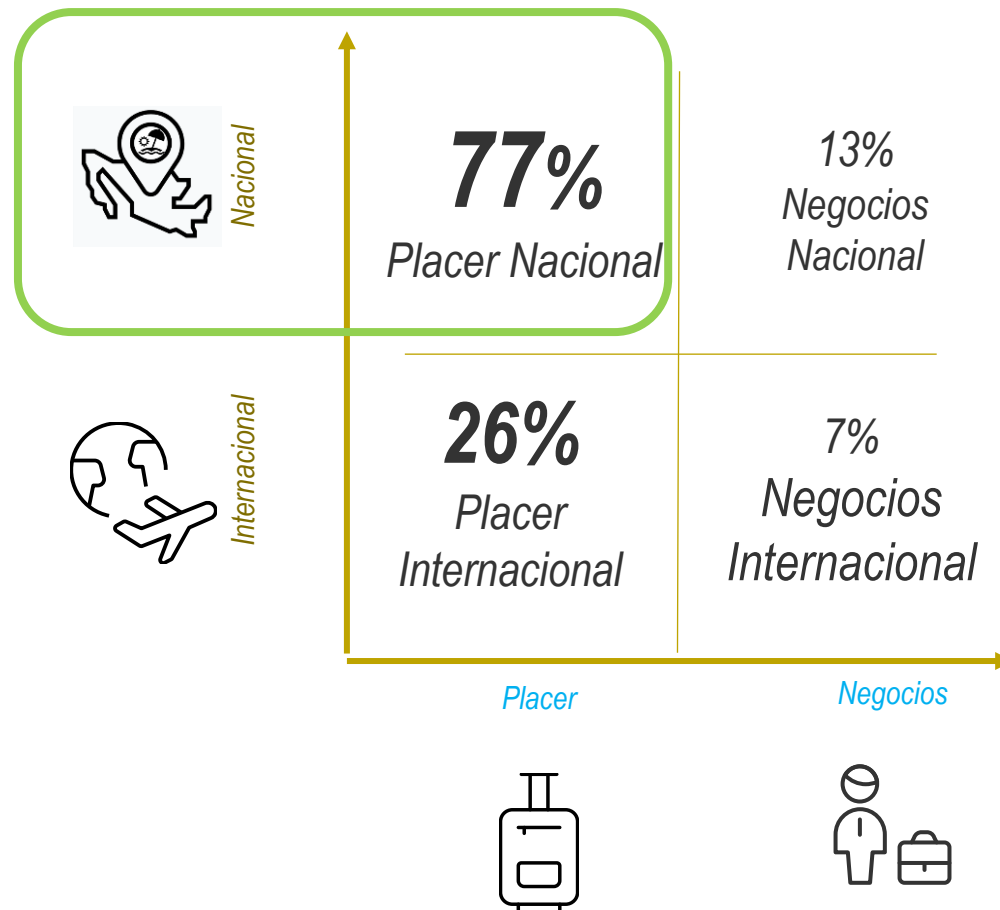 Nacional
77%
Placer Nacional
13%
Negocios
Nacional
Internacional
26%
Placer
Internacional
7%
Negocios
Internacional
Placer
Negocios